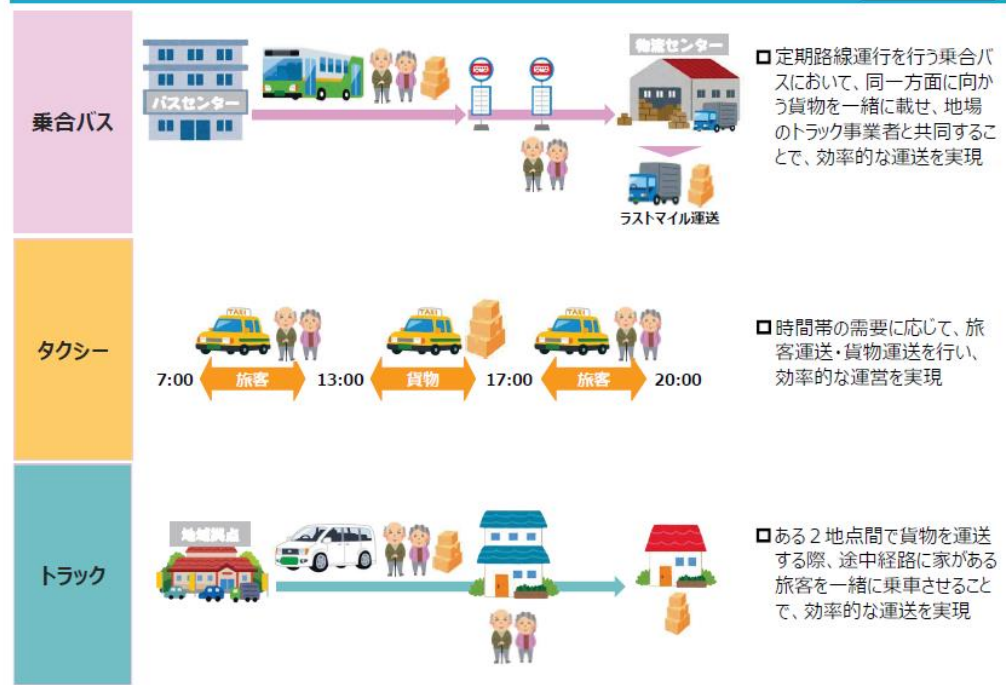 乗合バス
バスセンター
物流センター
ラストマイル運送
定期路線運行を行う乗合バ
スにおいて、同一方面に向か
う貨物を一緒に載せ、地場
のトラック事業者と共同するこ
とで、効率的な運送を実現
タクシー
TAXI
TAXI
TAXI
7:00 旅客 13:00 貨物 17:00 旅客 20:00
時間帯の需要に応じて、旅
客運送・貨物運送を行い、
効率的な運営を実現
トラック
地域拠点
ある2地点間で貨物を運送
する際、途中経路に家がある
旅客を一緒に乗車させること
で、効率的な運送を実現